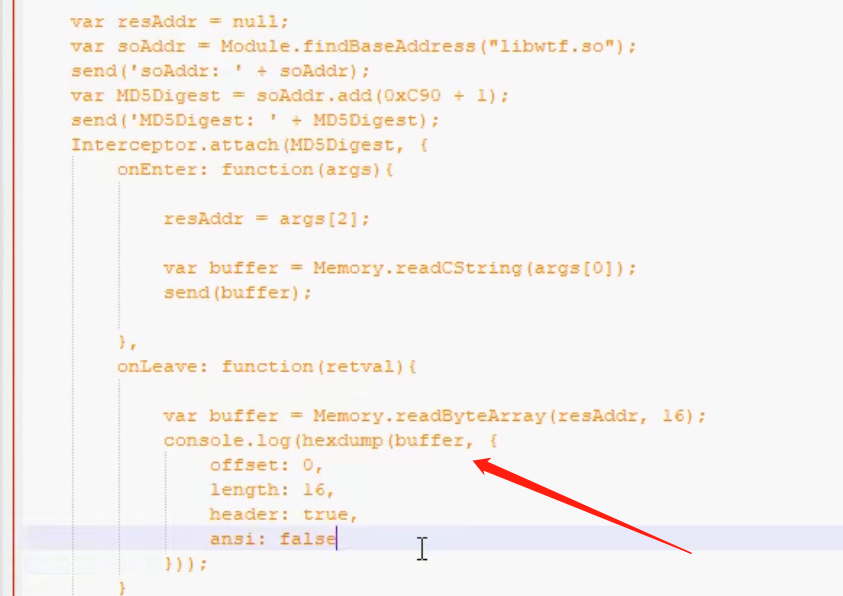 var resAddr = null;
var soAddr = Module.findBaseAddress("libwtf.so");
send('soAddr: ' + soAddr);
var MD5Digest = soAddr.add(0xC90 + 1);
send('MD5Digest: ' + MD5Digest);
Interceptor.attach(MD5Digest, {
onEnter: function(args){
resAddr = args[2];
var buffer = Memory.readCString(args[0]);
send(buffer);
},
onLeave: function(retval){
var buffer = Memory.readByteArray(resAddr, 16);
console.log(hexdump(buffer, {
offset: 0,
length: 16,
header: true,
ansi: false
}));
}